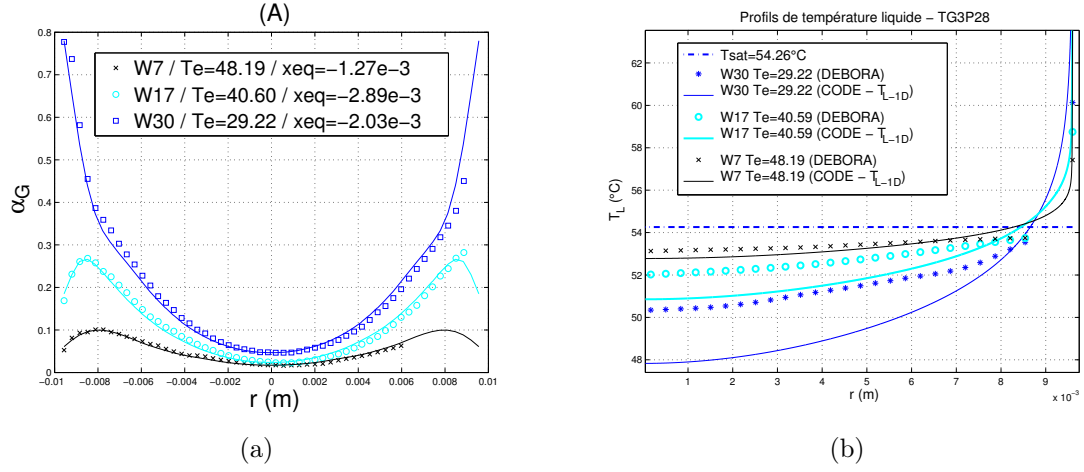 (A)
W7 / Te=48.19 / xeq=−1.27e−3
W17 / Te=40.60 / xeq=−2.89e−3
W30 / Te=29.22 / xeq=−2.03e−3
0.8
0.7
0.6
0.5
0.4
0.3
0.2
0.1
0
α_G
−0.01
−0.008
−0.006
−0.004
−0.002
0
0.002
0.004
0.006
0.008
0.01
r (m)
(a)
Profils de température liquide − TG3P28
Tsat=54.26°C
W30 Te=29.22 (DEBORA)
W30 Te=29.22 (CODE − T_{L−1D})
W17 Te=40.59 (DEBORA)
W17 Te=40.59 (CODE − T_{L−1D})
W7 Te=48.19 (DEBORA)
W7 Te=48.19 (CODE − T_{L−1D})
62
60
58
56
54
52
50
48
T_L (°C)
1
2
3
4
5
6
7
8
9
x 10^{−3}
r (m)
(b)